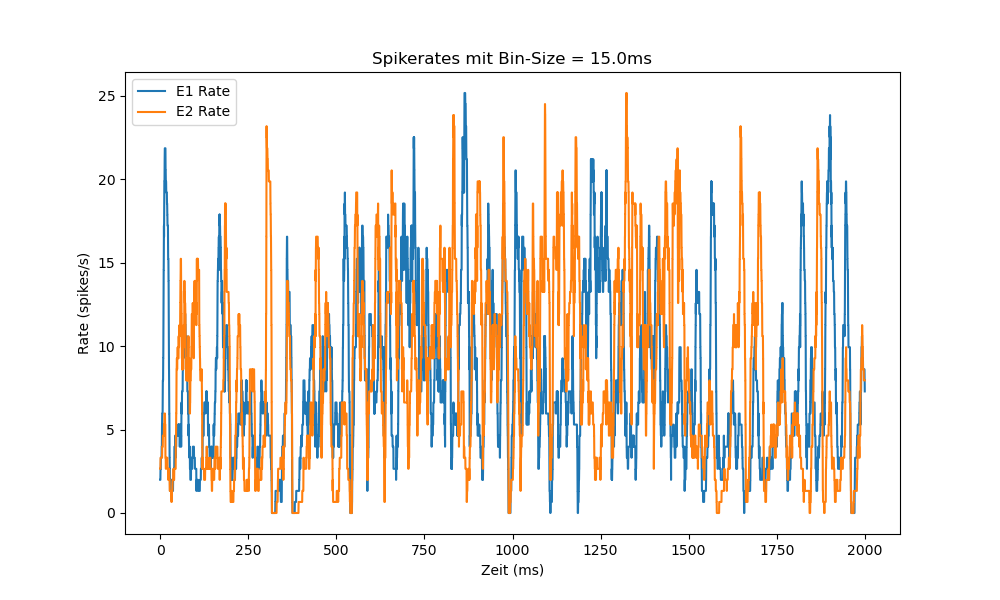 Spikerates mit Bin-Size = 15.0ms
E1 Rate
E2 Rate
25
20
15
10
5
0
Rate (spikes/s)
0 250 500 750 1000 1250 1500 1750 2000
Zeit (ms)